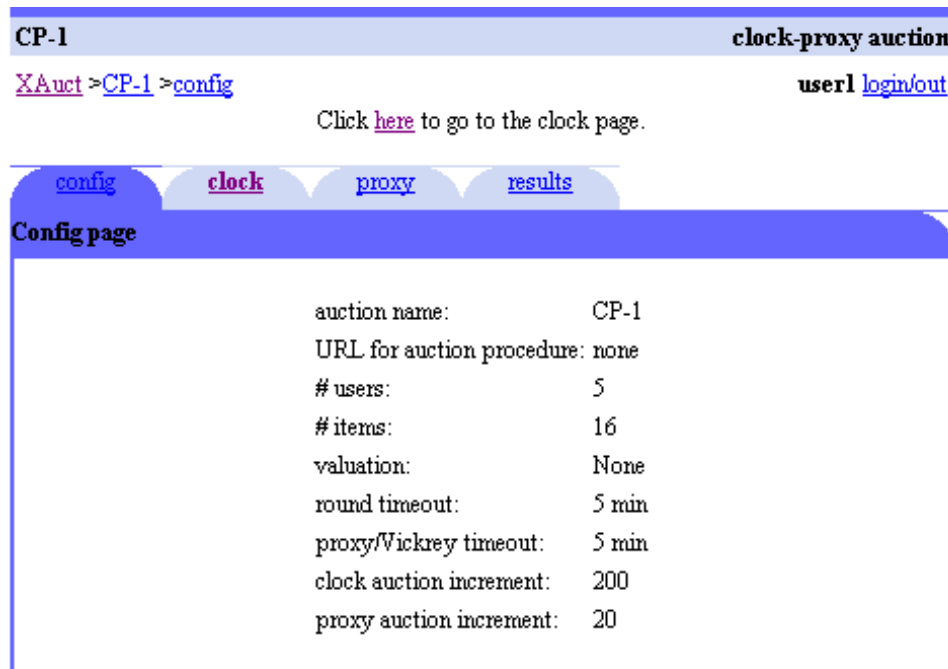 CP-1 clock-proxy auction
XAuct >CP-1 >config user1 login/out
Click here to go to the clock page.
config clock proxy results
Config page
auction name: CP-1
URL for auction procedure: none
# users: 5
# items: 16
valuation: None
round timeout: 5 min
proxy/Vickrey timeout: 5 min
clock auction increment: 200
proxy auction increment: 20